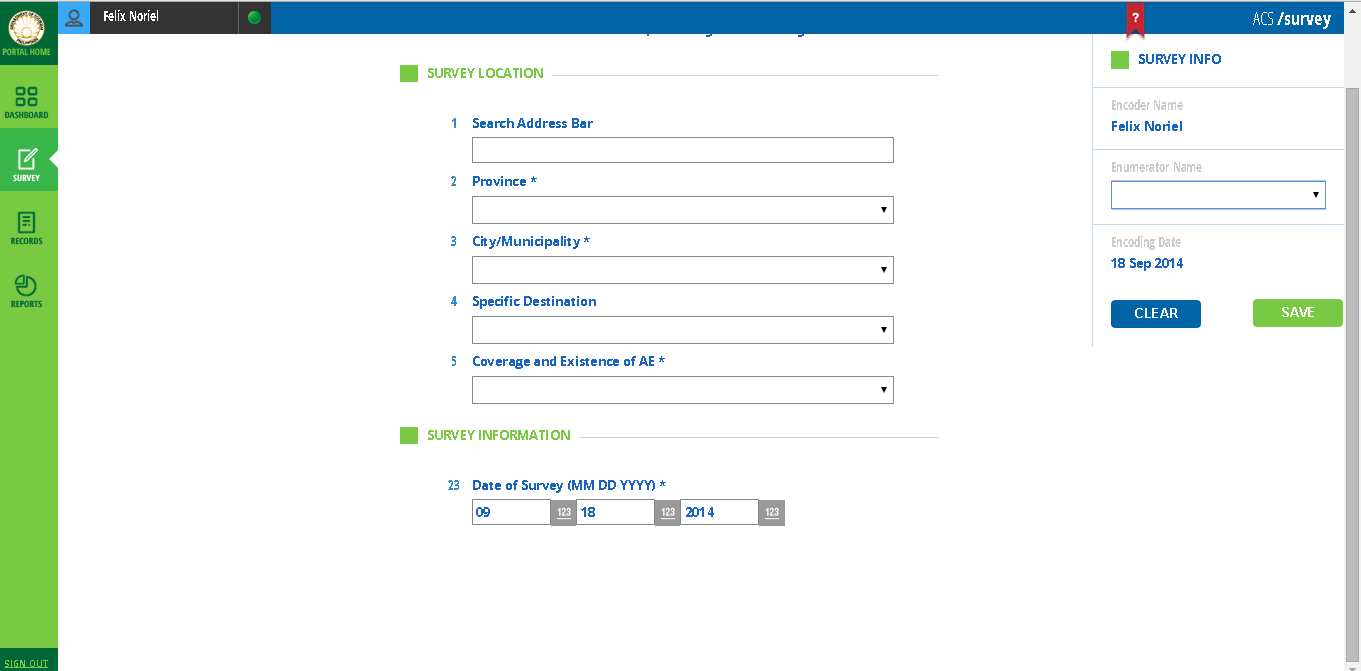 Felix Noriel
?
ACS /survey
PORTAL HOME
DASHBOARD
SURVEY
RECORDS
REPORTS
SIGN OUT
SURVEY LOCATION
1 Search Address Bar
2 Province *
3 City/Municipality *
4 Specific Destination
5 Coverage and Existence of AE *
SURVEY INFORMATION
23 Date of Survey (MM DD YYYY) *
09 123 18 123 2014 123
SURVEY INFO
Encoder Name
Felix Noriel
Enumerator Name
Encoding Date
18 Sep 2014
CLEAR SAVE